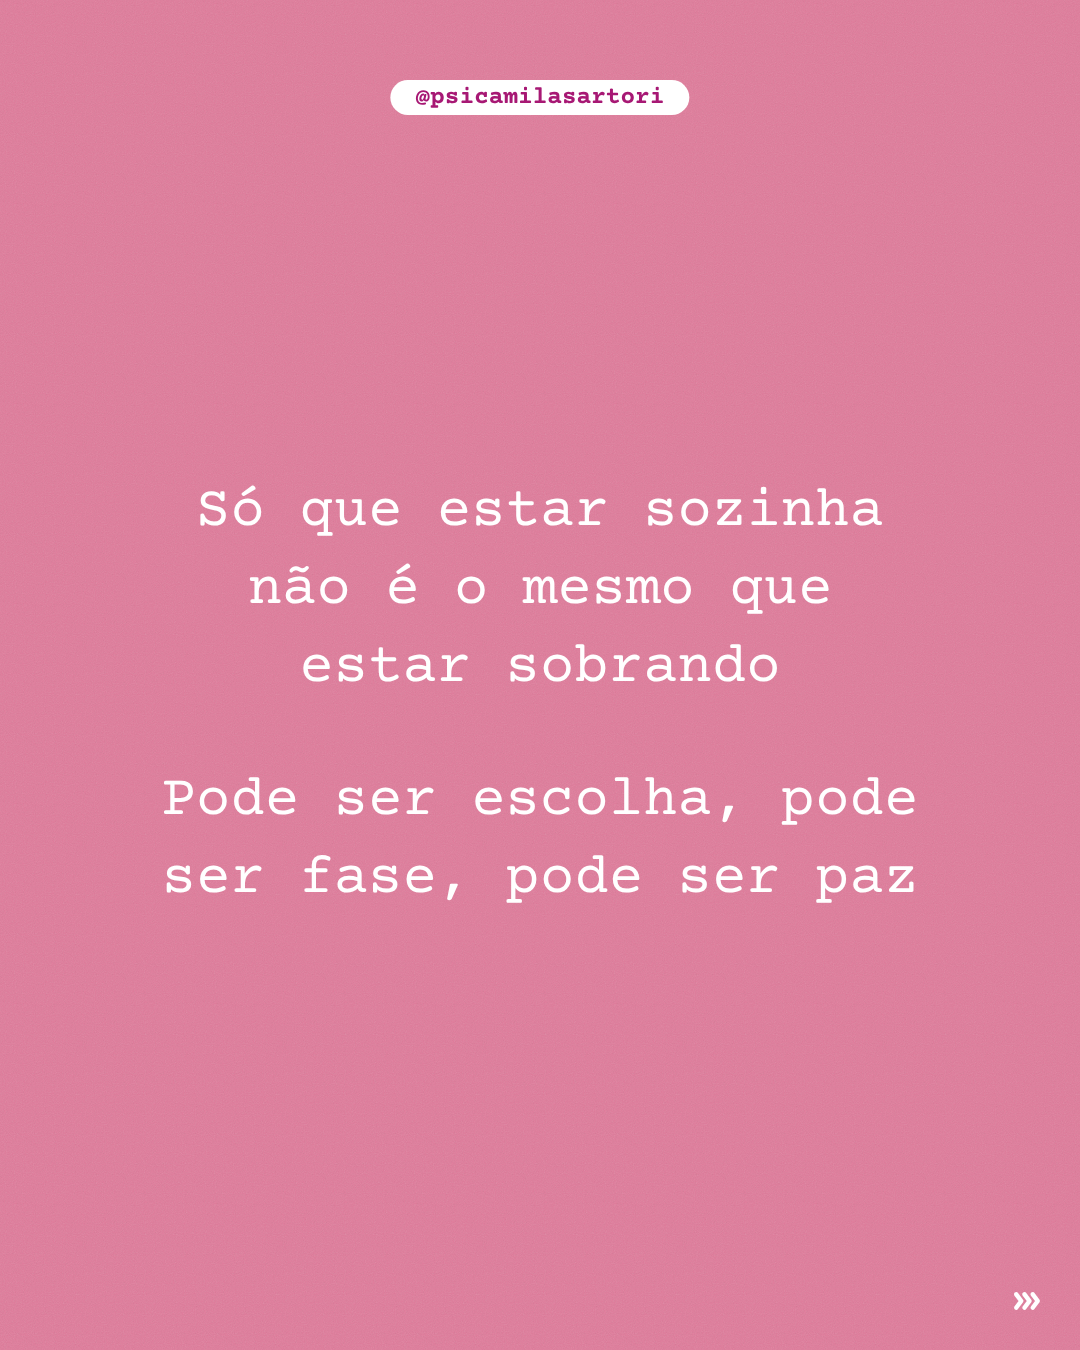 @psicamilasartori
Só que estar sozinha
não é o mesmo que
estar sobrando
Pode ser escolha, pode
ser fase, pode ser paz